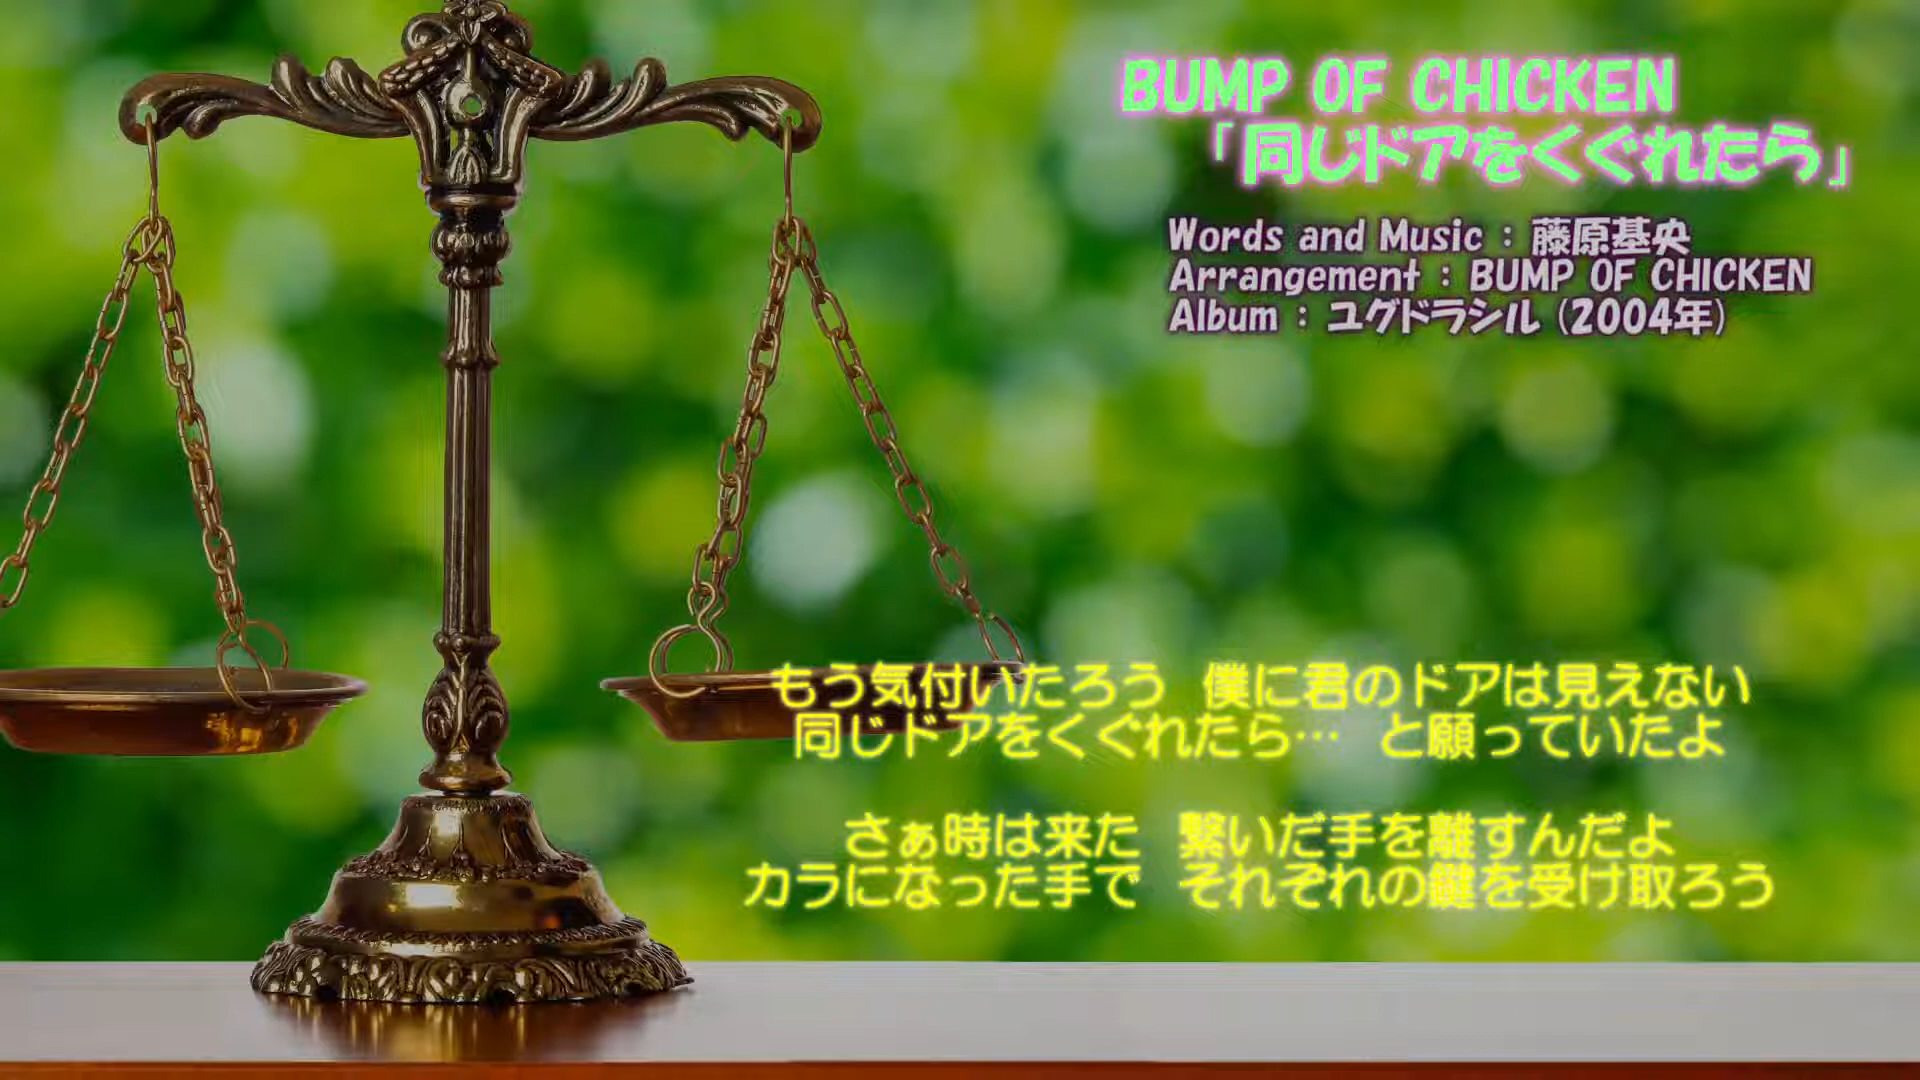 BUMP OF CHICKEN
「同じドアをくぐれたら」
Words and Music : 藤原基央
Arrangement : BUMP OF CHICKEN
Album : ユグドラシル (2004年)
もう気付いたろう 僕に君のドアは見えない
同じドアをくぐれたら… と願っていたよ
さぁ時は来た 繋いだ手を離すんだよ
カラになった手で それぞれの鍵を受け取ろう